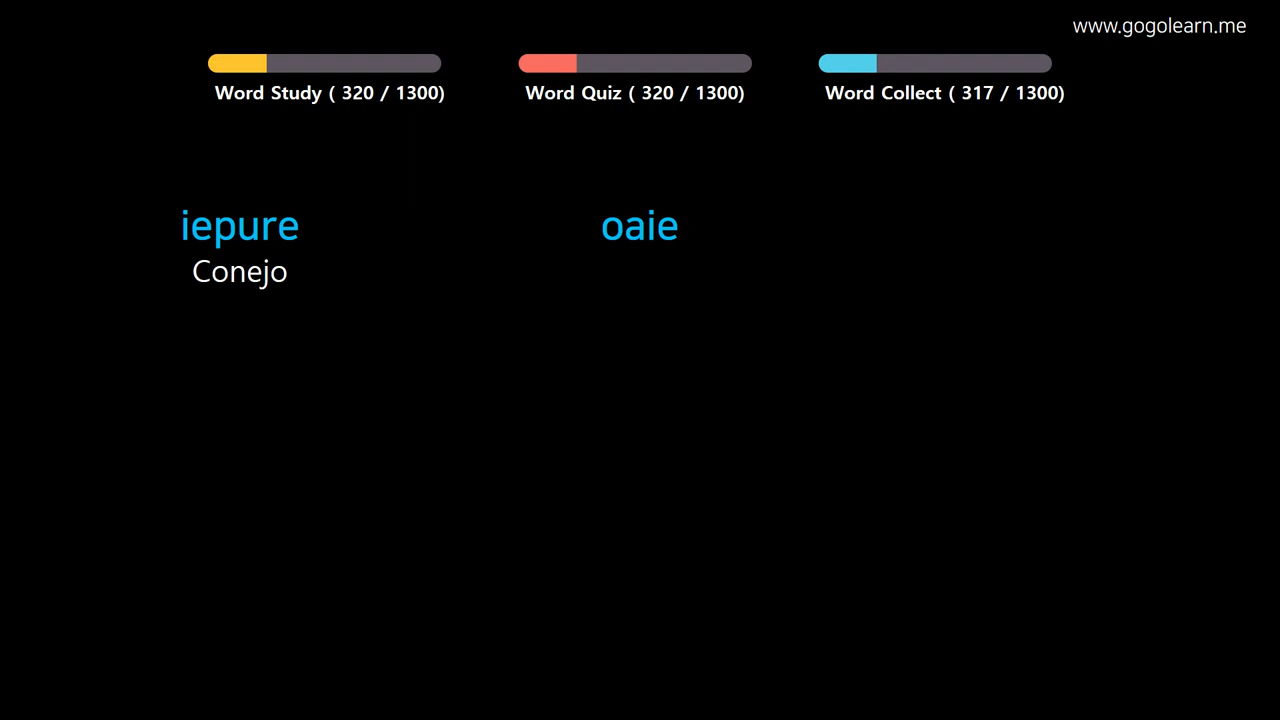 www.gogolearn.me
Word Study ( 320 / 1300)
Word Quiz ( 320 / 1300)
Word Collect ( 317 / 1300)
iepure
Conejo
oaie